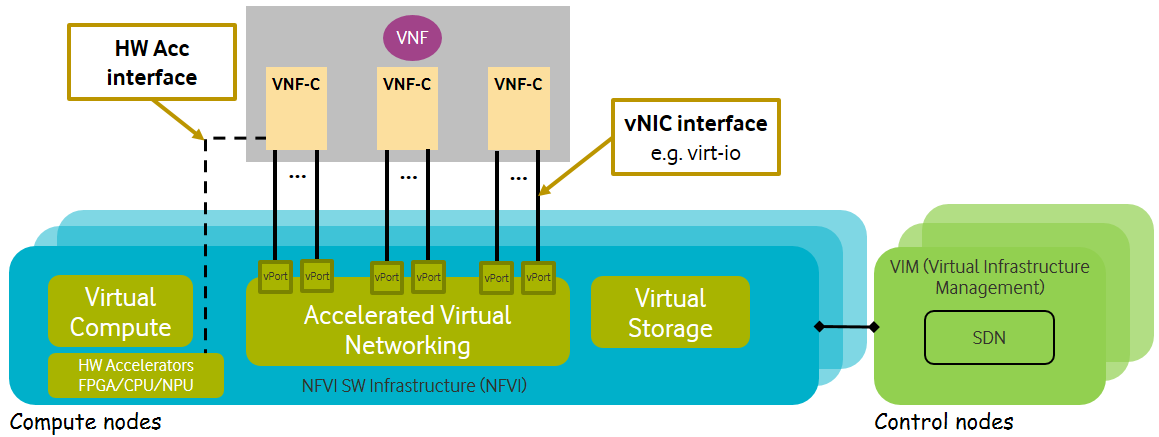 HW Acc
interface
VNF
VNF-C
VNF-C
VNF-C
vNIC interface
e.g. virt-io
...
...
...
vPort
vPort
vPort
vPort
vPort
vPort
Virtual
Compute
Accelerated Virtual
Networking
Virtual
Storage
HW Accelerators
FPGA/CPU/NPU
NFVI SW Infrastructure (NFVI)
VIM (Virtual Infrastructure
Management)
SDN
Compute nodes
Control nodes